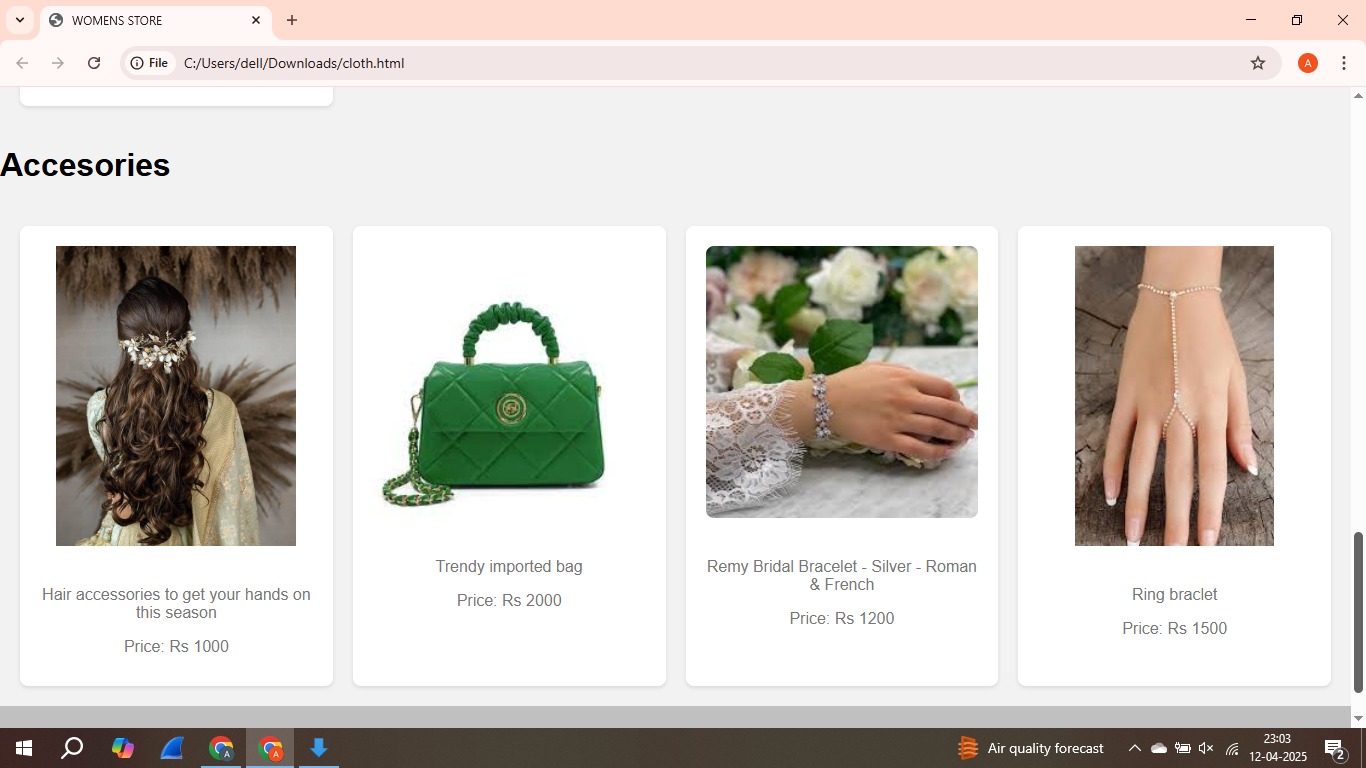 WOMENS STORE
File
C:/Users/dell/Downloads/cloth.html
A
Accesories
Hair accessories to get your hands on
this season
Price: Rs 1000
Trendy imported bag
Price: Rs 2000
Remy Bridal Bracelet - Silver - Roman
& French
Price: Rs 1200
Ring braclet
Price: Rs 1500
A
A
Air quality forecast
23:03
12-04-2025
2